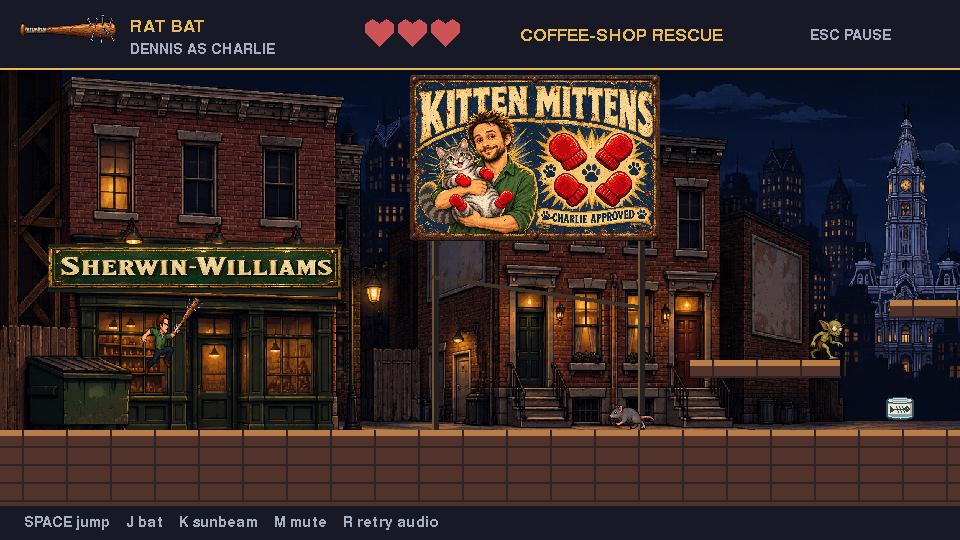 RAT BAT
DENNIS AS CHARLIE
COFFEE-SHOP RESCUE
ESC PAUSE
KITTEN MITTENS
CHARLIE APPROVED
SHERWIN-WILLIAMS
SPACE jump J bat K sunbeam M mute R retry audio